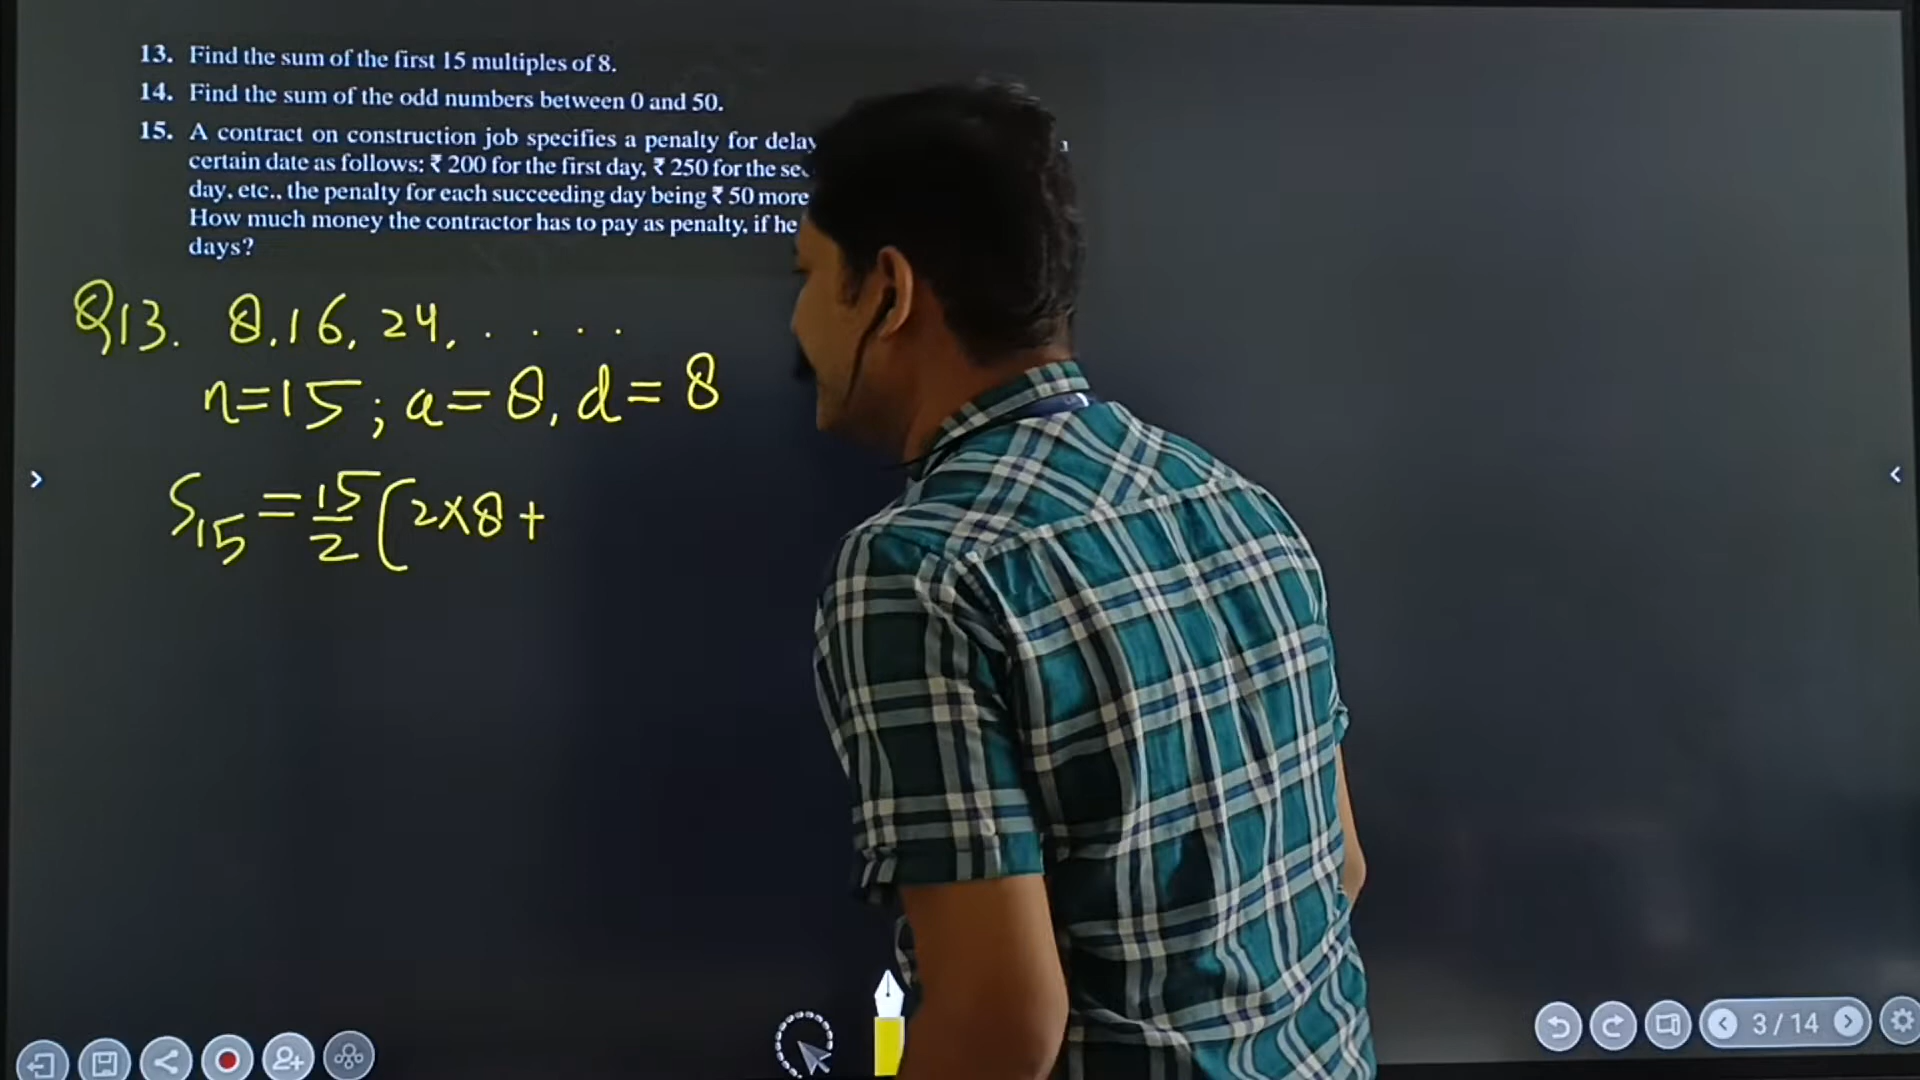 13. Find the sum of the first 15 multiples of 8.
14. Find the sum of the odd numbers between 0 and 50.
15. A contract on construction job specifies a penalty for delay
certain date as follows: ₹ 200 for the first day, ₹ 250 for the
day, etc., the penalty for each succeeding day being ₹ 50 more
How much money the contractor has to pay as penalty, if he
days?
Q13. 8, 16, 24, . . . .
n=15; a=8, d=8
S15 = 15/2 [2×8+
3 / 14